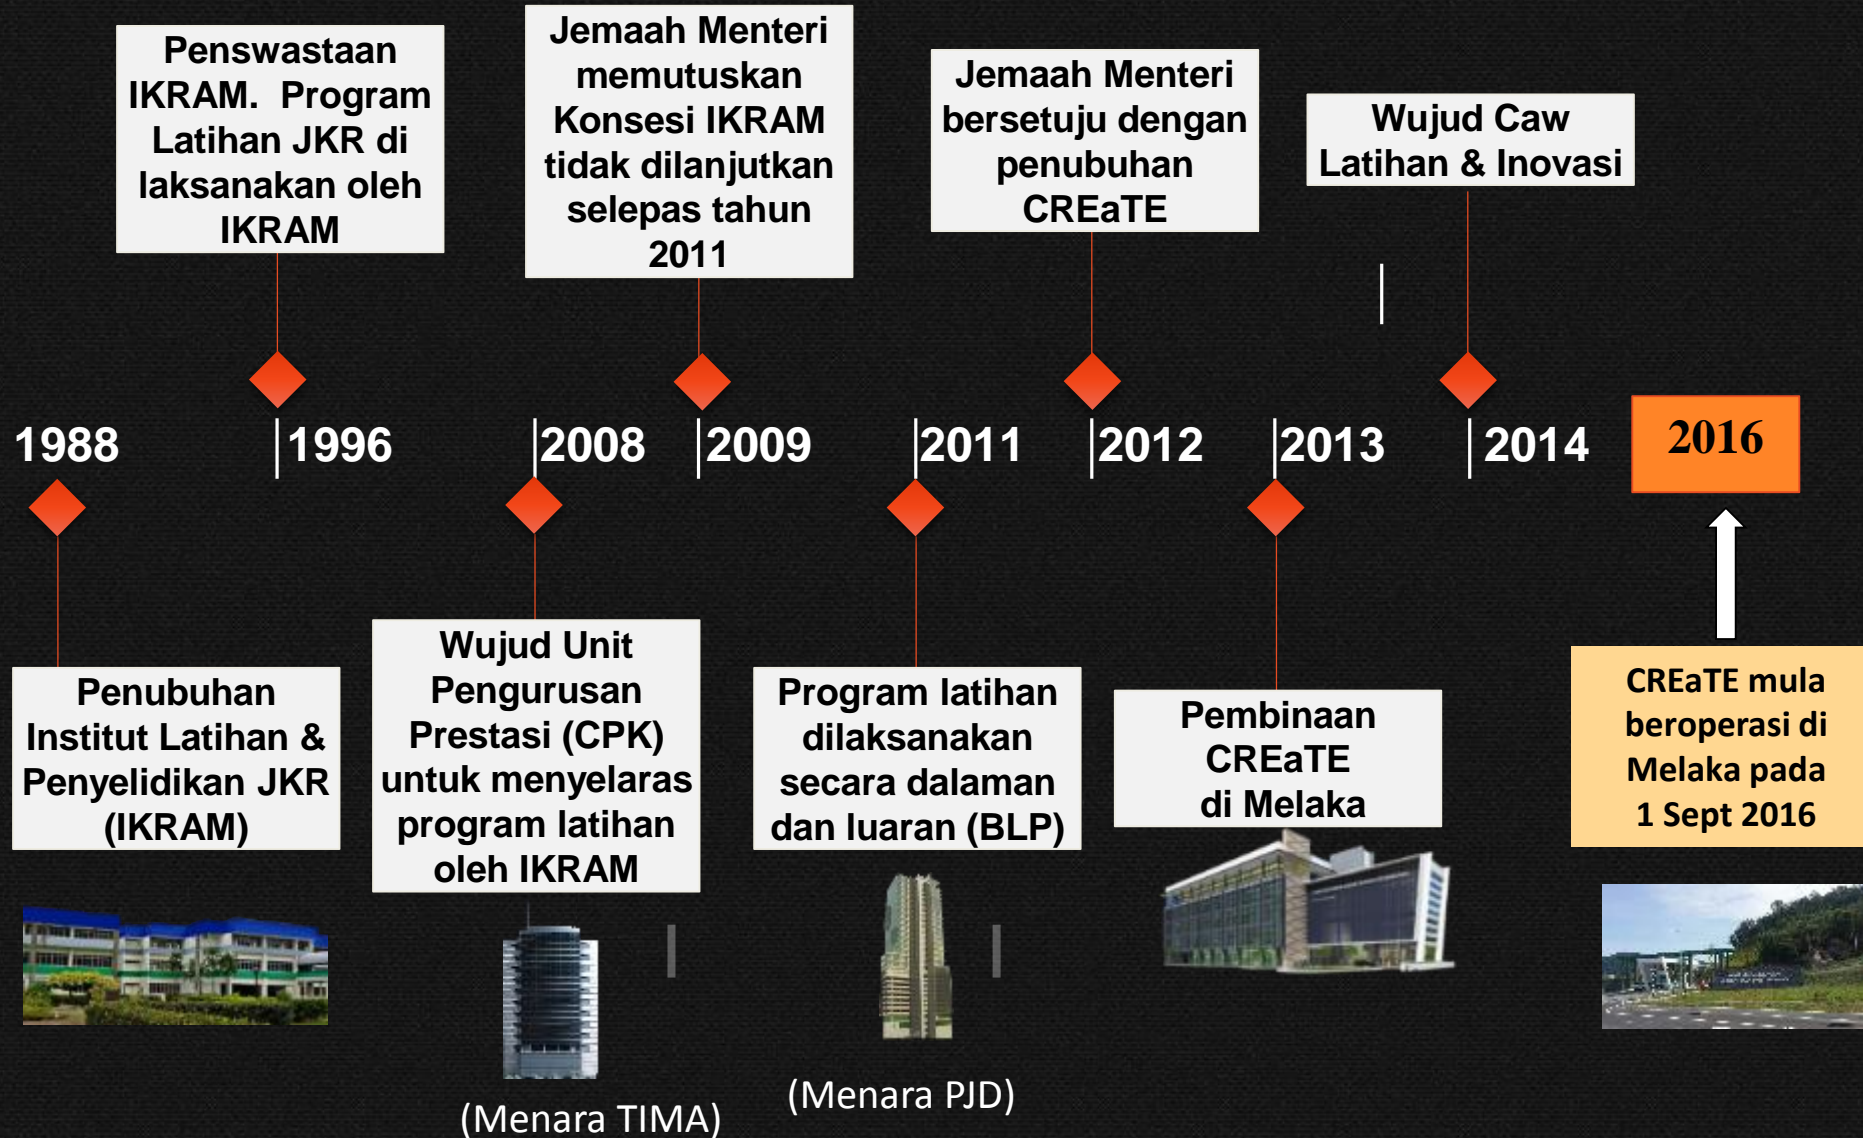 Penswastaan
IKRAM. Program
Latihan JKR di
laksanakan oleh
IKRAM
Jemaah Menteri
memutuskan
Konsesi IKRAM
tidak dilanjutkan
selepas tahun
2011
Jemaah Menteri
bersetuju dengan
penubuhan
CREaTE
Wujud Caw
Latihan & Inovasi
1988
1996
2008
2009
2011
2012
2013
2014
2016
Penubuhan
Institut Latihan &
Penyelidikan JKR
(IKRAM)
Wujud Unit
Pengurusan
Prestasi (CPK)
untuk menyelaras
program latihan
oleh IKRAM
Program latihan
dilaksanakan
secara dalaman
dan luaran (BLP)
Pembinaan
CREaTE
di Melaka
CREaTE mula
beroperasi di
Melaka pada
1 Sept 2016
(Menara TIMA)
(Menara PJD)